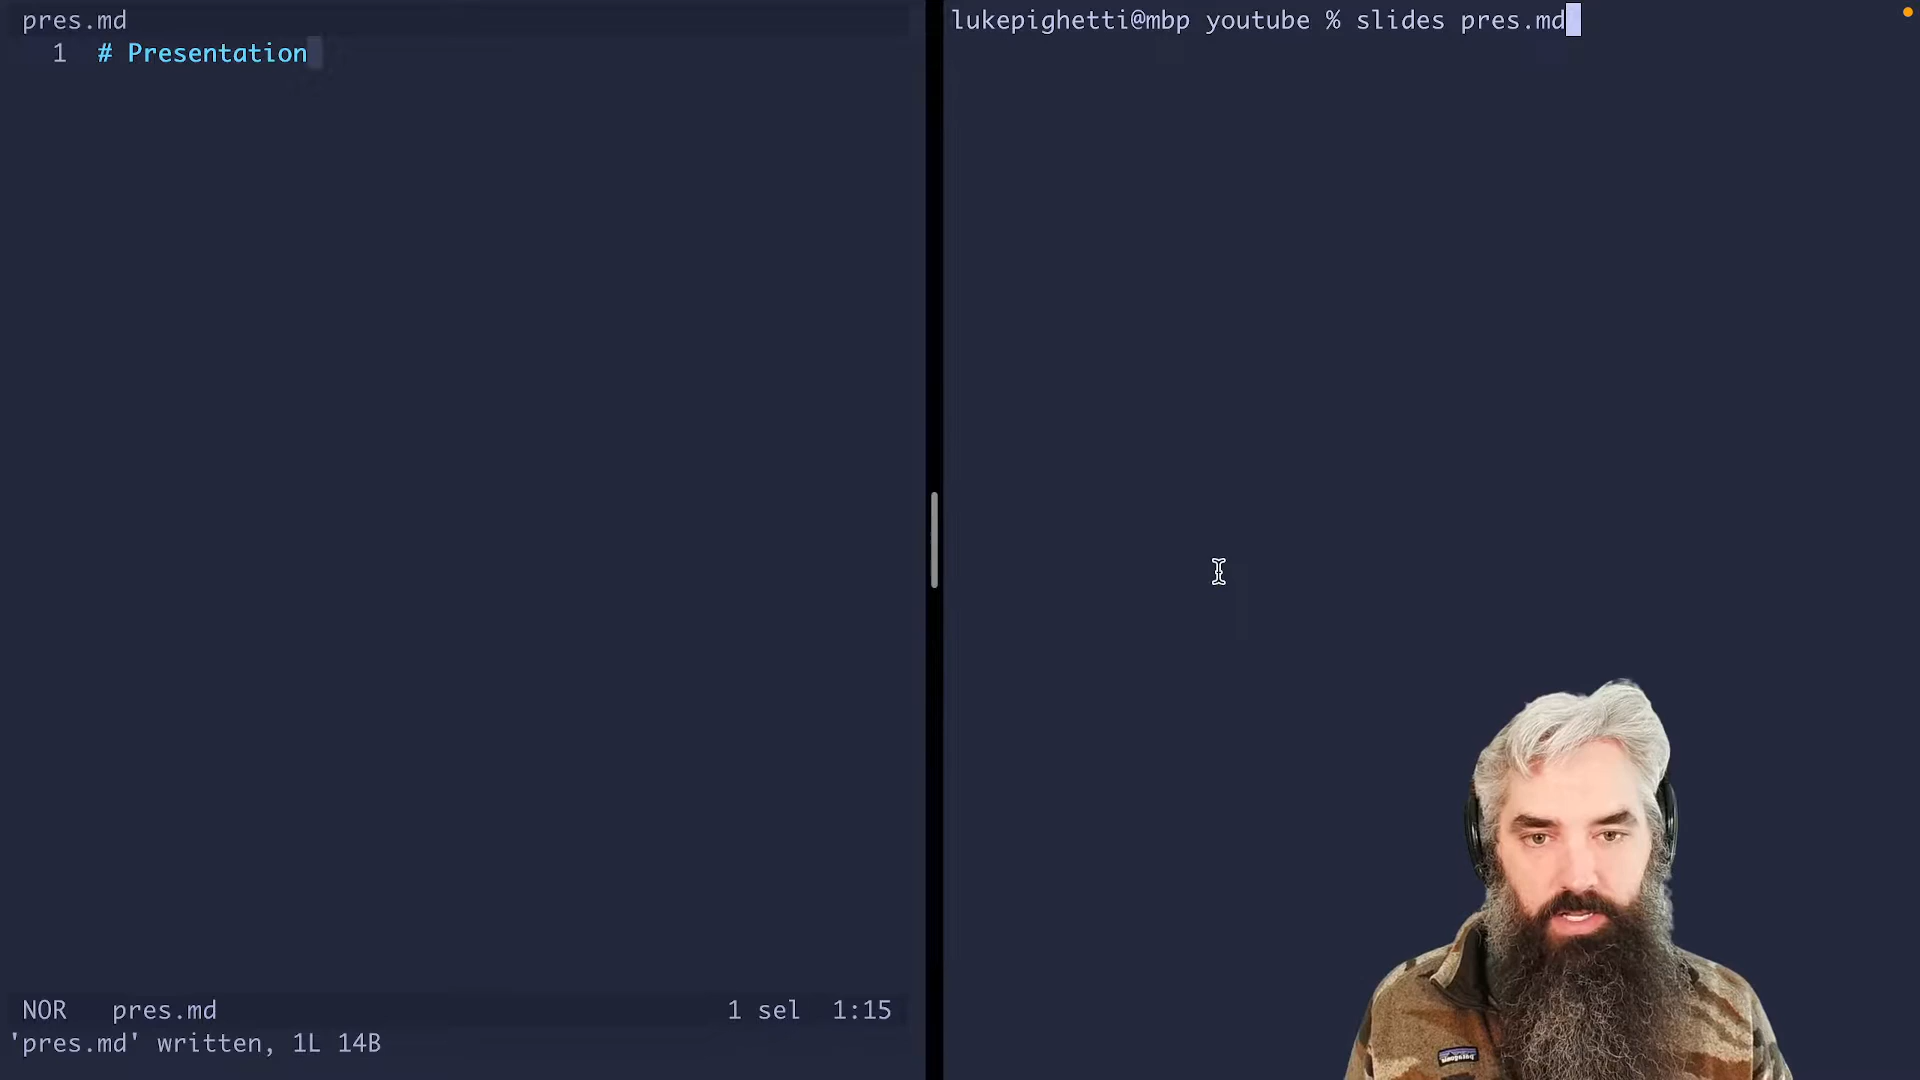 pres.md
1 # Presentation
NOR pres.md 1 sel 1:15
'pres.md' written, 1L 14B
lukepighetti@mbp youtube % slides pres.md
patagonia